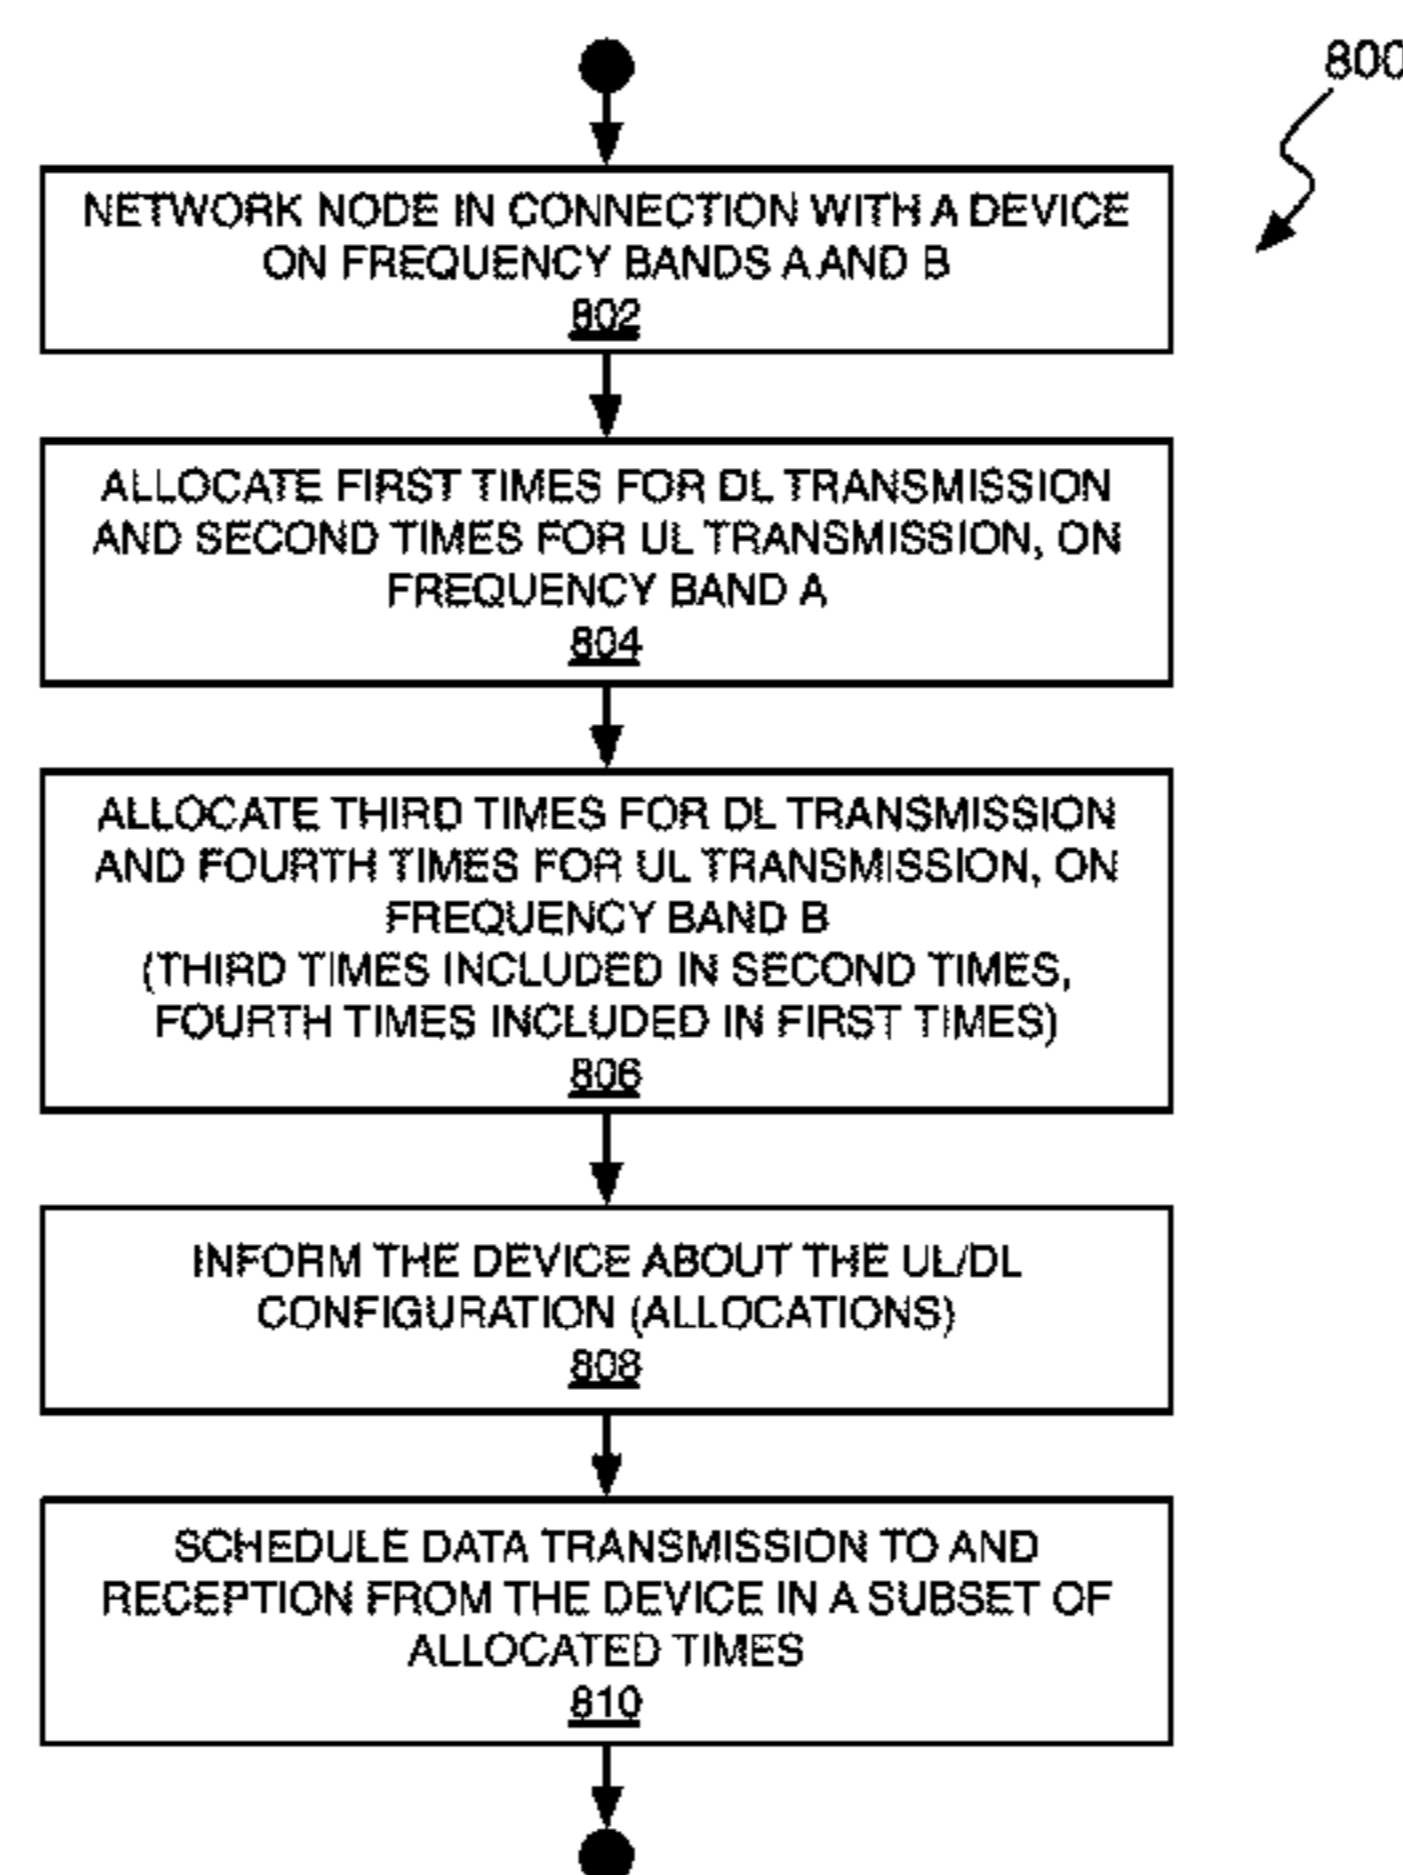 800
NETWORK NODE IN CONNECTION WITH A DEVICE
ON FREQUENCY BANDS A AND B
802
ALLOCATE FIRST TIMES FOR DL TRANSMISSION
AND SECOND TIMES FOR UL TRANSMISSION, ON
FREQUENCY BAND A
804
ALLOCATE THIRD TIMES FOR DL TRANSMISSION
AND FOURTH TIMES FOR UL TRANSMISSION, ON
FREQUENCY BAND B
(THIRD TIMES INCLUDED IN SECOND TIMES,
FOURTH TIMES INCLUDED IN FIRST TIMES)
806
INFORM THE DEVICE ABOUT THE UL/DL
CONFIGURATION (ALLOCATIONS)
808
SCHEDULE DATA TRANSMISSION TO AND
RECEPTION FROM THE DEVICE IN A SUBSET OF
ALLOCATED TIMES
810